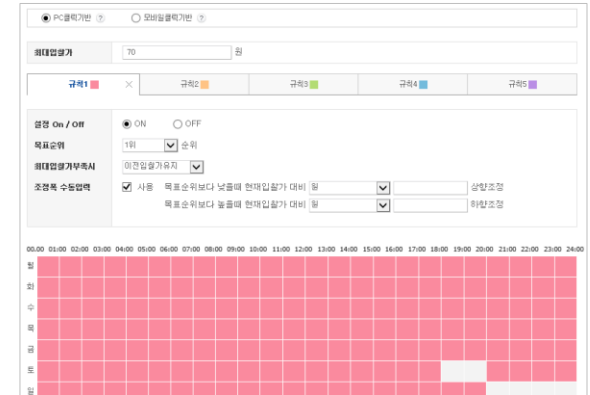 PC클릭기반 ? 모바일클릭기반 ?
최대입찰가 70 원
규칙1 규칙2 규칙3 규칙4 규칙5
설정 On / Off ON OFF
목표순위 1위 순위
최대입찰가부족시 이전입찰가유지
조정폭 수동입력 사용 목표순위보다 낮을때 현재입찰가 대비 원 상향조정
목표순위보다 높을때 현재입찰가 대비 원 하향조정
00:00 01:00 02:00 03:00 04:00 05:00 06:00 07:00 08:00 09:00 10:00 11:00 12:00 13:00 14:00 15:00 16:00 17:00 18:00 19:00 20:00 21:00 22:00 23:00 24:00
월
화
수
목
금
토
일